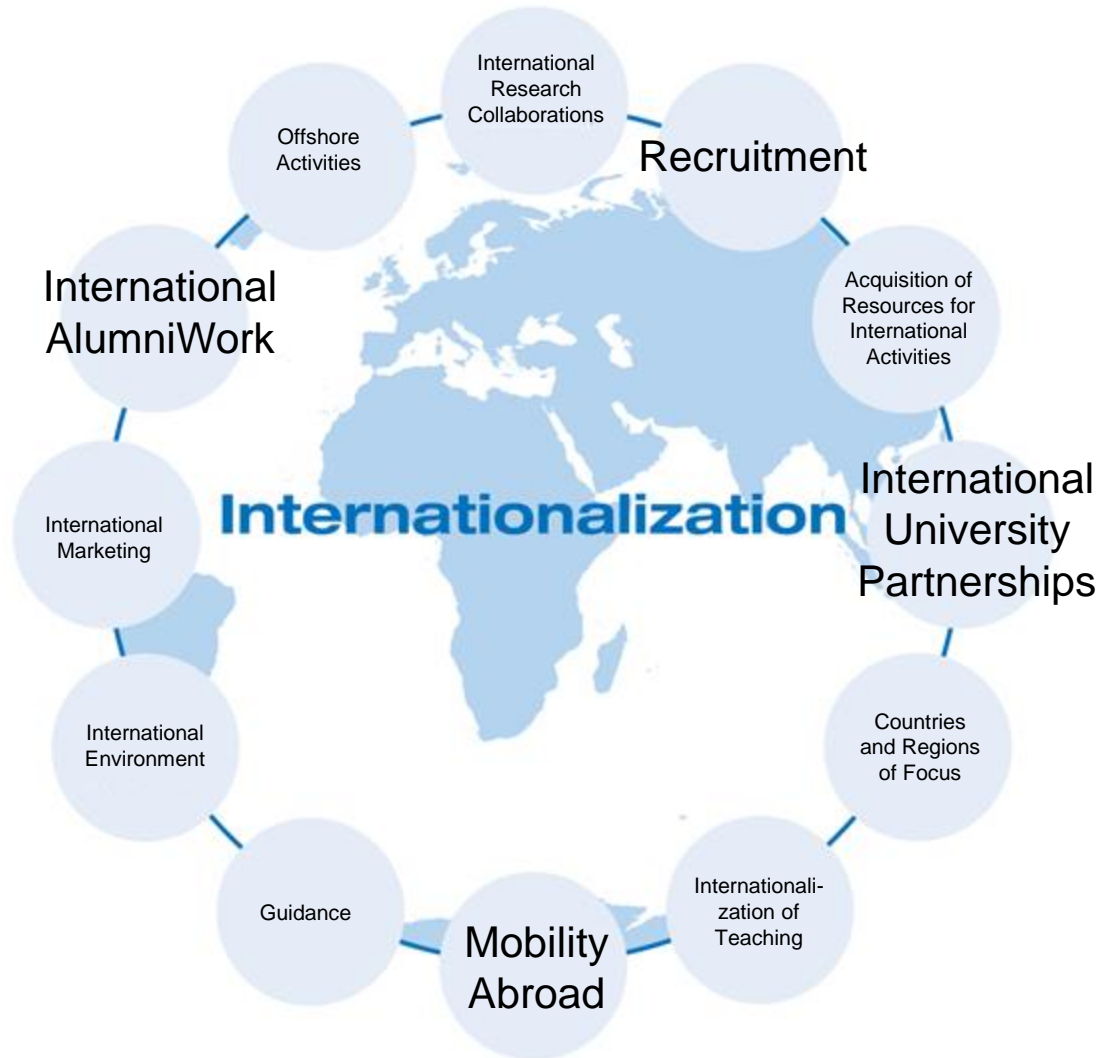 International
Research
Collaborations
Recruitment
Acquisition of
Resources for
International
Activities
International
University
Partnerships
Countries
and Regions
of Focus
Internationali-
zation of
Teaching
Mobility
Abroad
Guidance
International
Environment
International
Marketing
International
AlumniWork
Offshore
Activities
Internationalization